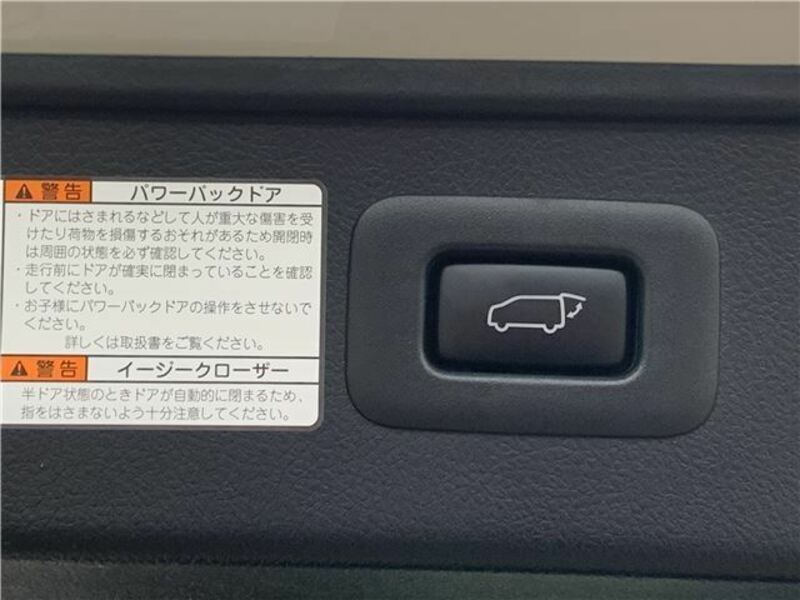 警告 パワーバックドア
・ドアにはさまれるなどして人が重大な傷害を受
けたり荷物を損傷するおそれがあるため開閉時
は周囲の状態を必ず確認してください。
・走行前にドアが確実に閉まっていることを確認
してください。
・お子様にパワーバックドアの操作をさせないで
ください。
詳しくは取扱書をご覧ください。
警告 イージークローザー
半ドア状態のときドアが自動的に閉まるため、
指をはさまないよう十分注意してください。